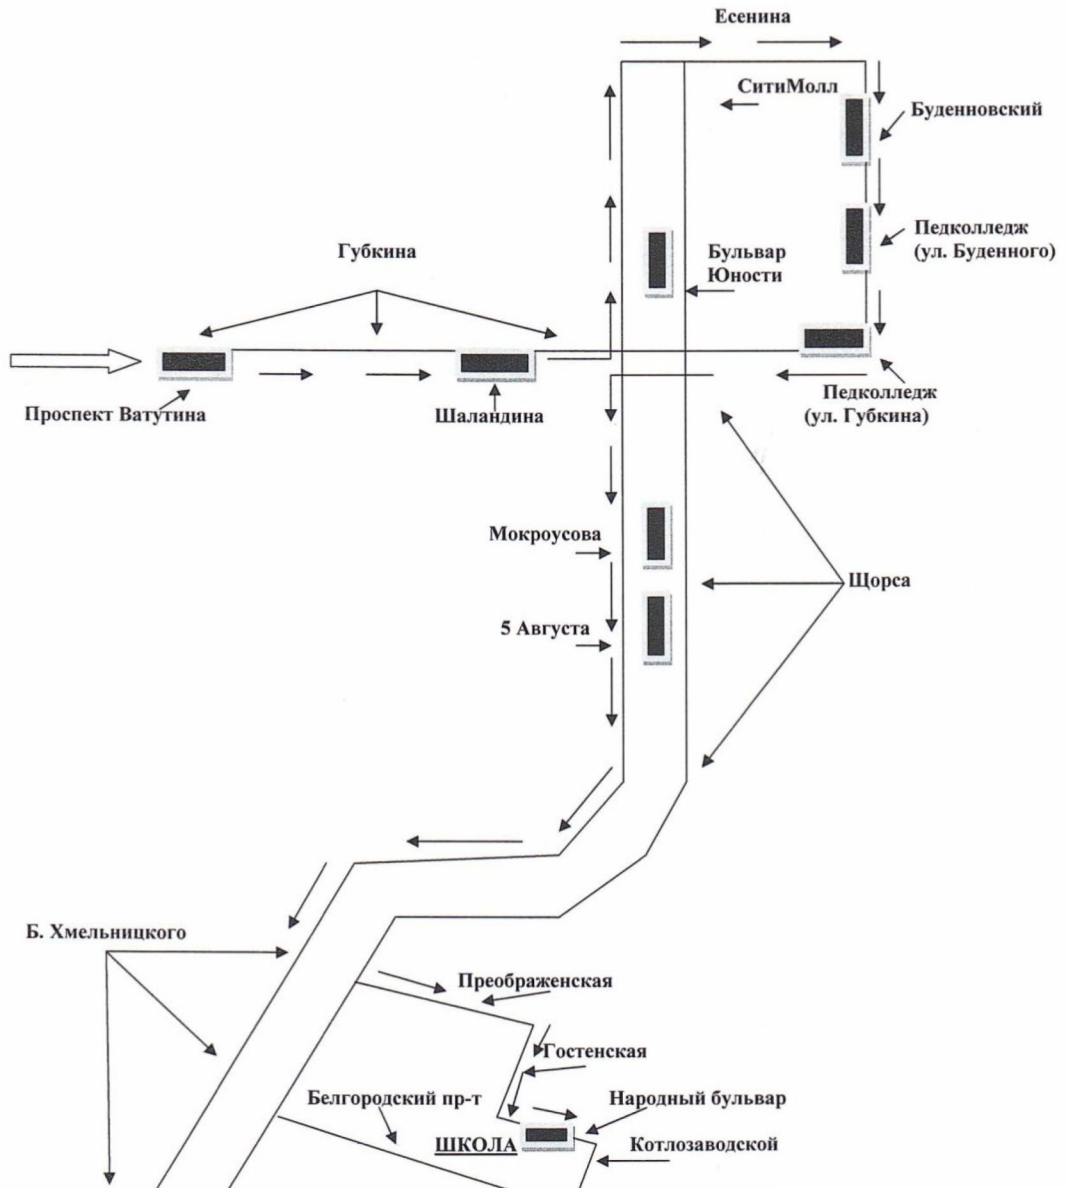 Есенина
СитиМолл
Буденновский
Педколледж
(ул. Буденного)
Губкина
Бульвар
Юности
Проспект Ватутина
Шаландина
Педколледж
(ул. Губкина)
Мокроусова
Щорса
5 Августа
Б. Хмельницкого
Преображенская
Гостенская
Белгородский пр-т
Народный бульвар
ШКОЛА
Котлозаводской